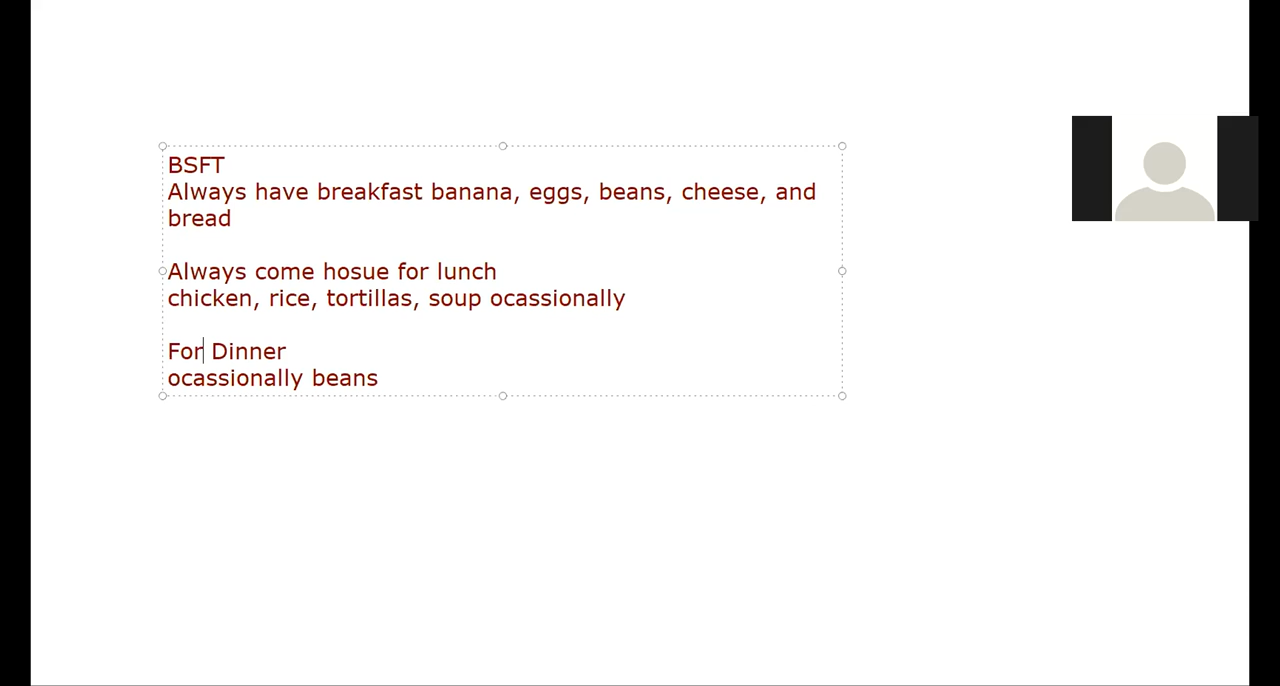 BSFT
Always have breakfast banana, eggs, beans, cheese, and
bread
Always come hosue for lunch
chicken, rice, tortillas, soup ocassionally
For Dinner
ocassionally beans